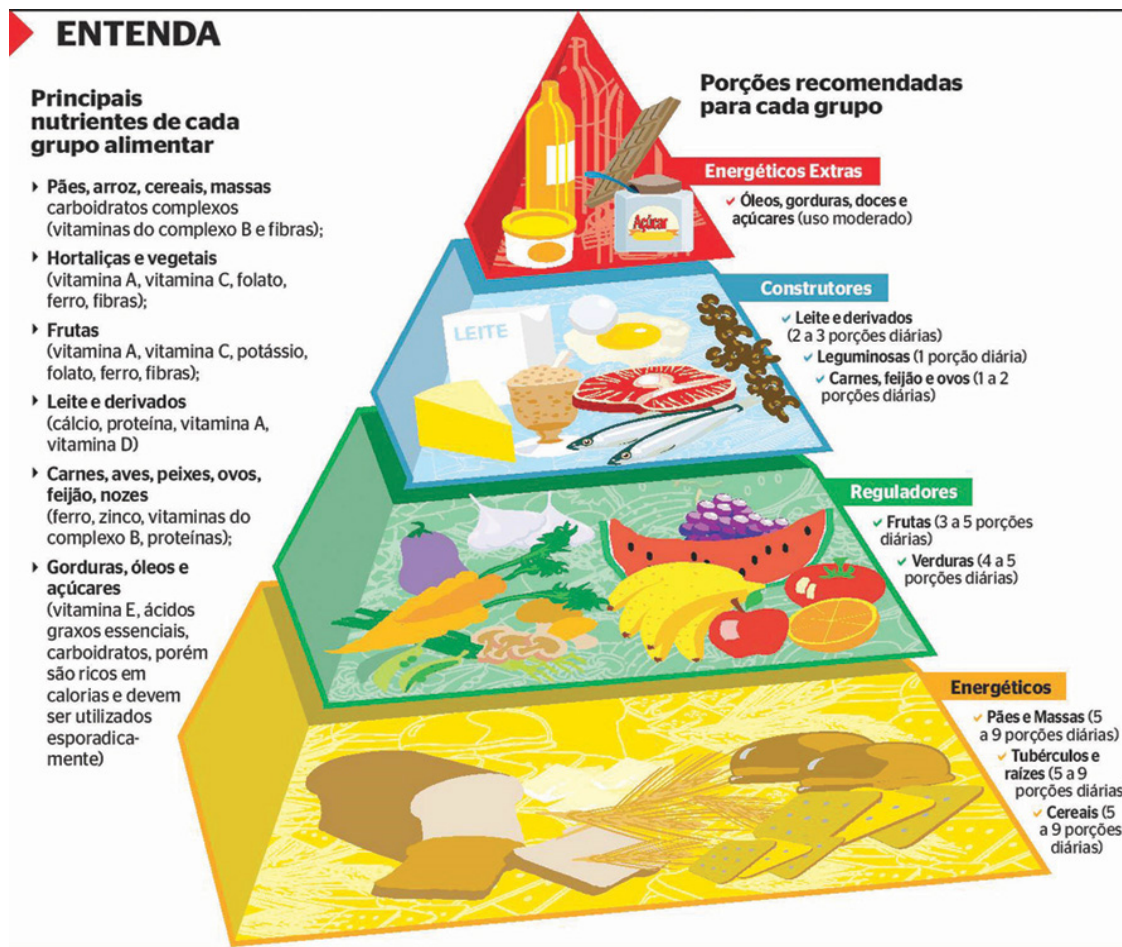 ENTENDA
Principais
nutrientes de cada
grupo alimentar
Pães, arroz, cereais, massas
carboidratos complexos
(vitaminas do complexo B e fibras);
Hortaliças e vegetais
(vitamina A, vitamina C, folato,
ferro, fibras);
Frutas
(vitamina A, vitamina C, potássio,
folato, ferro, fibras);
Leite e derivados
(cálcio, proteína, vitamina A,
vitamina D)
Carnes, aves, peixes, ovos,
feijão, nozes
(ferro, zinco, vitaminas do
complexo B, proteínas);
Gorduras, óleos e
açúcares
(vitamina E, ácidos
graxos essenciais,
carboidratos, porém
são ricos em
calorias e devem
ser utilizados
esporadica-
mente)
Porções recomendadas
para cada grupo
Energéticos Extras
Óleos, gorduras, doces e
açúcares (uso moderado)
Açúcar
Construtores
Leite e derivados
(2 a 3 porções diárias)
Leguminosas (1 porção diária)
Carnes, feijão e ovos (1 a 2
porções diárias)
LEITE
Reguladores
Frutas (3 a 5 porções
diárias)
Verduras (4 a 5
porções diárias)
Energéticos
Pães e Massas (5
a 9 porções diárias)
Tubérculos e
raízes (5 a 9
porções diárias
Cereais (5
a 9 porções
diárias)